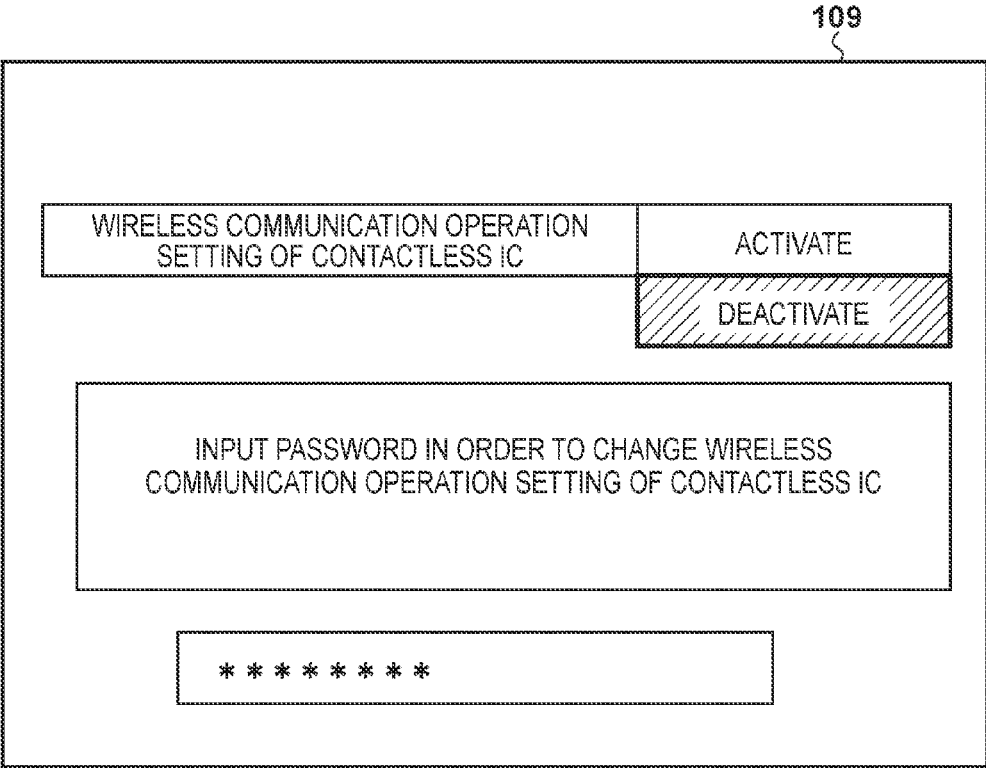 109
WIRELESS COMMUNICATION OPERATION
SETTING OF CONTACTLESS IC
ACTIVATE
DEACTIVATE
INPUT PASSWORD IN ORDER TO CHANGE WIRELESS
COMMUNICATION OPERATION SETTING OF CONTACTLESS IC
********